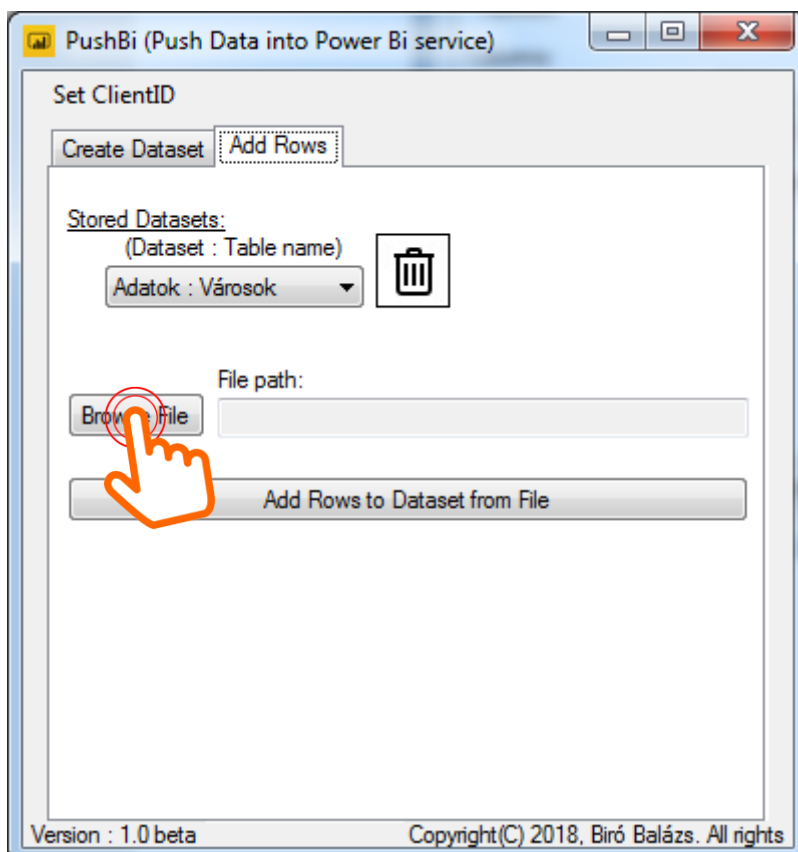 PushBi (Push Data into Power Bi service)
Set ClientID
Create Dataset Add Rows
Stored Datasets:
(Dataset : Table name)
Adatok : Városok
File path:
Browse File
Add Rows to Dataset from File
Version : 1.0 beta Copyright(C) 2018, Biró Balázs. All rights